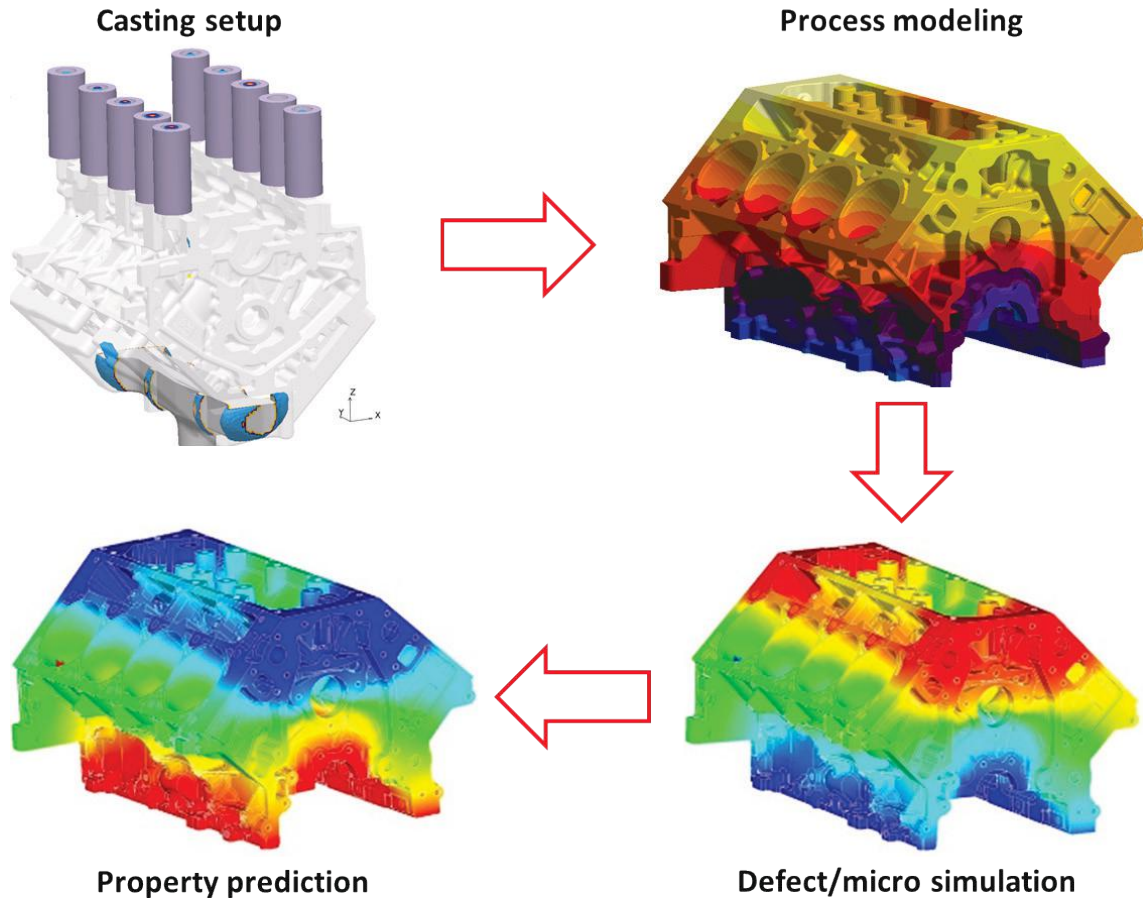 Casting setup
Process modeling
Z
Y
X
Property prediction
Defect/micro simulation